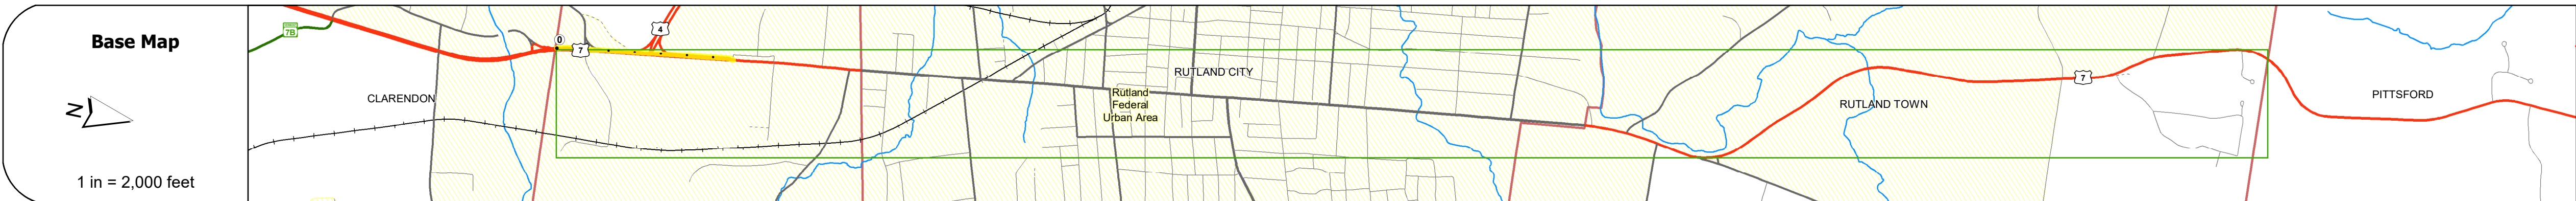 Base Map
N
1 in = 2,000 feet
7B
CLARENDON
0
7
4
RUTLAND CITY
Rutland
Federal
Urban Area
RUTLAND TOWN
7
PITTSFORD